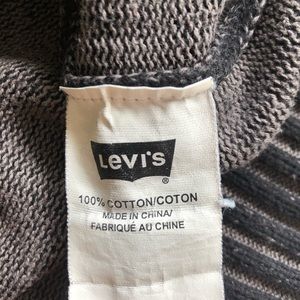 Levi's
100% COTTON/COTON
MADE IN CHINA/
FABRIQUÉ AU CHINE